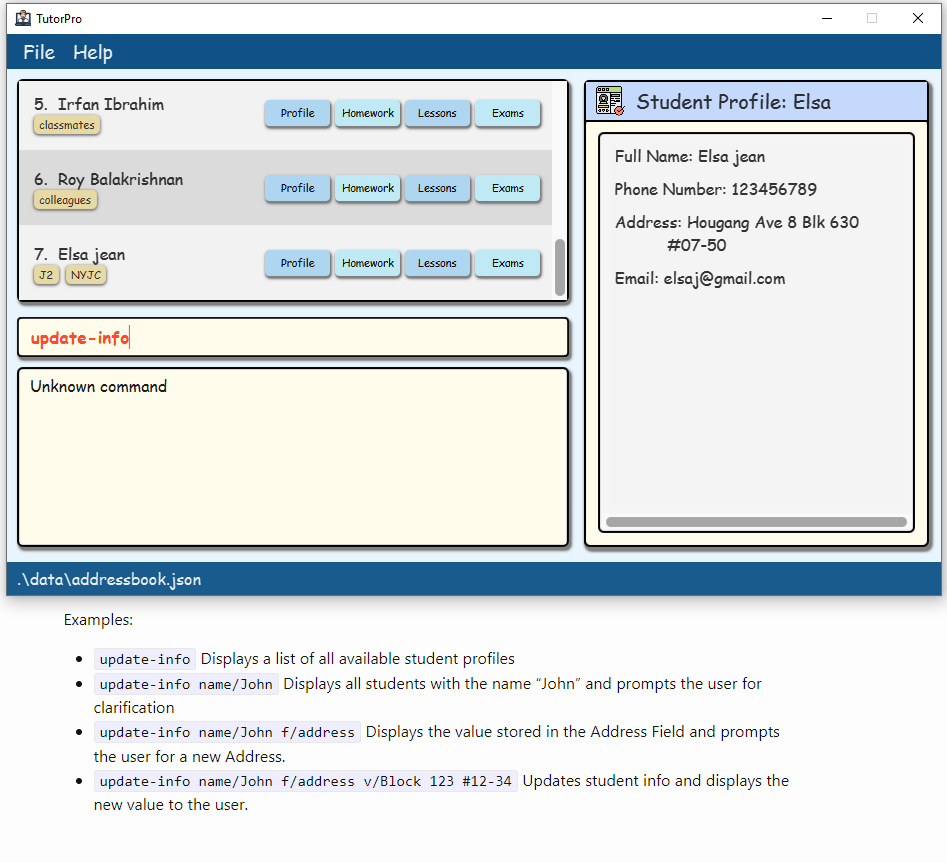 TutorPro
File Help
5. Irfan Ibrahim
classmates
Profile Homework Lessons Exams
6. Roy Balakrishnan
colleagues
Profile Homework Lessons Exams
7. Elsa jean
J2 NYJC
Profile Homework Lessons Exams
update-info
Unknown command
Student Profile: Elsa
Full Name: Elsa jean
Phone Number: 123456789
Address: Hougang Ave 8 Blk 630
#07-50
Email: elsaj@gmail.com
.\data\addressbook.json
Examples:
update-info Displays a list of all available student profiles
update-info name/John Displays all students with the name “John” and prompts the user for
clarification
update-info name/John f/address Displays the value stored in the Address Field and prompts
the user for a new Address.
update-info name/John f/address v/Block 123 #12-34 Updates student info and displays the
new value to the user.